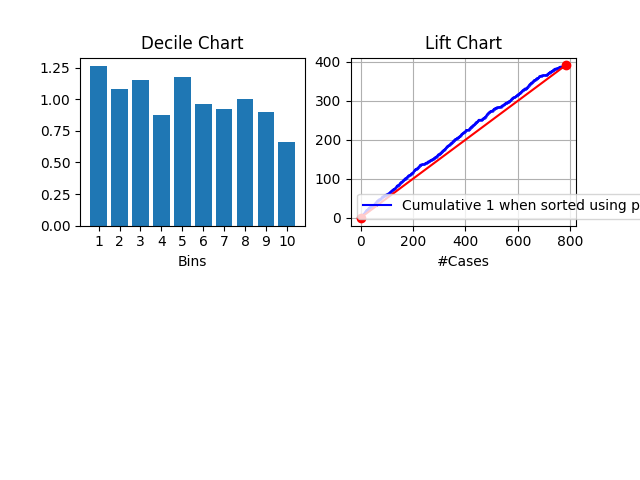 Decile Chart
1.25
1.00
0.75
0.50
0.25
0.00
1 2 3 4 5 6 7 8 9 10
Bins
Lift Chart
400
300
200
100
0
Cumulative 1 when sorted using p
0 200 400 600 800
#Cases